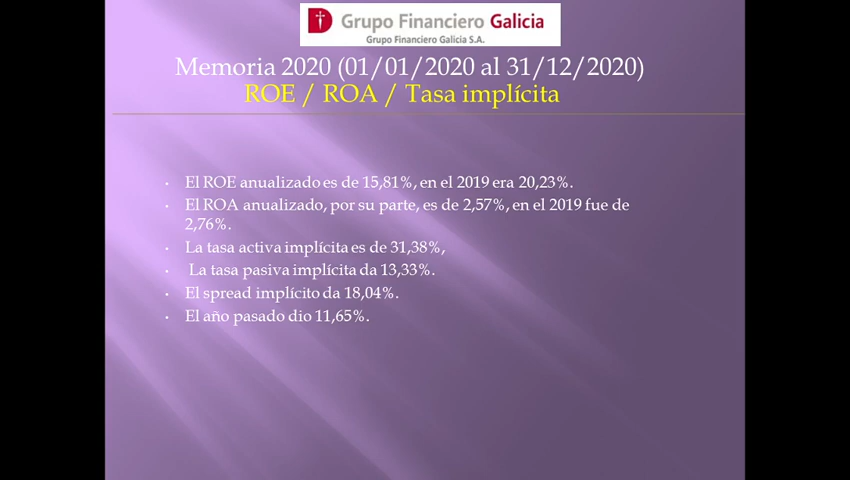 Grupo Financiero Galicia
Grupo Financiero Galicia S.A.
Memoria 2020 (01/01/2020 al 31/12/2020)
ROE / ROA / Tasa implícita
• El ROE anualizado es de 15,81%, en el 2019 era 20,23%.
• El ROA anualizado, por su parte, es de 2,57%, en el 2019 fue de
2,76%.
• La tasa activa implícita es de 31,38%,
• La tasa pasiva implícita da 13,33%.
• El spread implícito da 18,04%.
• El año pasado dio 11,65%.